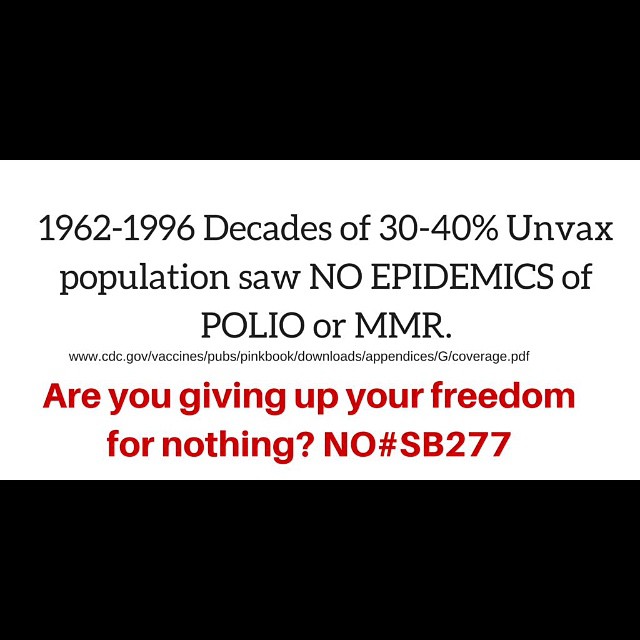 1962-1996 Decades of 30-40% Unvax
population saw NO EPIDEMICS of
POLIO or MMR.
www.cdc.gov/vaccines/pubs/pinkbook/downloads/appendices/G/coverage.pdf
Are you giving up your freedom
for nothing? NO#SB277